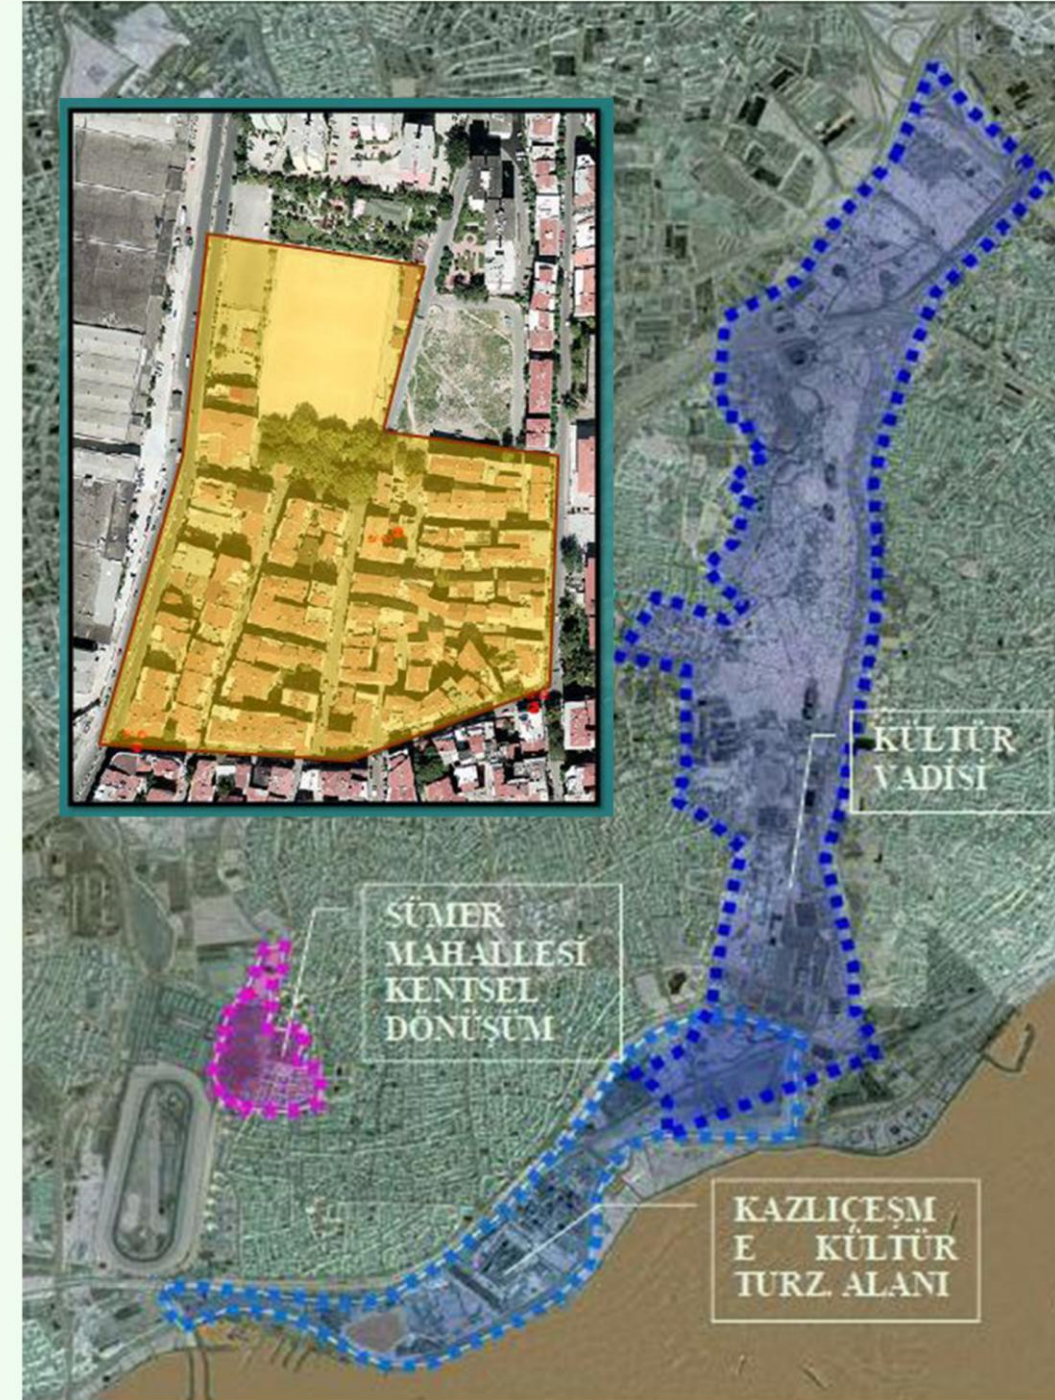 KÜLTÜR
VADİSİ
SÜMER
MAHALLESİ
KENTSEL
DÖNÜŞÜM
KAZLIÇEŞM
E KÜLTÜR
TURZ. ALANI